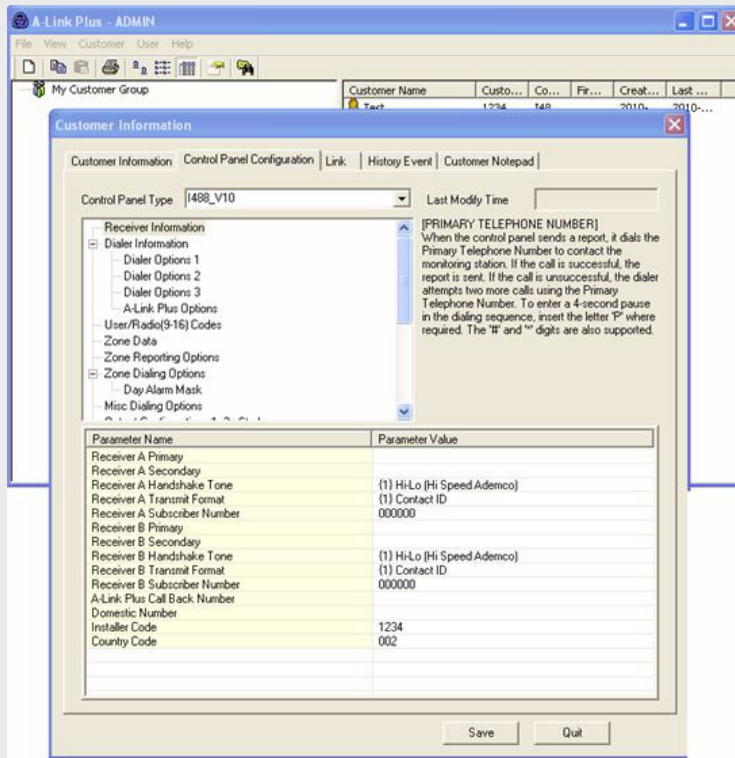 A-Link Plus - ADMIN
File View Customer User Help
My Customer Group
Customer Name Custo... Co... Fir... Creat... Last ...
Test 1234 I48 2010- 2010-...
Customer Information
Customer Information Control Panel Configuration Link History Event Customer Notepad
Control Panel Type I488_V10 Last Modify Time
Receiver Information
Dialer Information
Dialer Options 1
Dialer Options 2
Dialer Options 3
A-Link Plus Options
User/Radio(9-16) Codes
Zone Data
Zone Reporting Options
Zone Dialing Options
Day Alarm Mask
Misc Dialing Options
[PRIMARY TELEPHONE NUMBER]
When the control panel sends a report, it dials the
Primary Telephone Number to contact the
monitoring station. If the call is successful, the
report is sent. If the call is unsuccessful, the dialer
attempts two more calls using the Primary
Telephone Number. To enter a 4-second pause
in the dialing sequence, insert the letter 'P' where
required. The '#' and '*' digits are also supported.
Parameter Name Parameter Value
Receiver A Primary
Receiver A Secondary
Receiver A Handshake Tone {1} Hi-Lo (Hi Speed Ademco)
Receiver A Transmit Format {1} Contact ID
Receiver A Subscriber Number 000000
Receiver B Primary
Receiver B Secondary
Receiver B Handshake Tone {1} Hi-Lo (Hi Speed Ademco)
Receiver B Transmit Format {1} Contact ID
Receiver B Subscriber Number 000000
A-Link Plus Call Back Number
Domestic Number
Installer Code 1234
Country Code 002
Save Quit